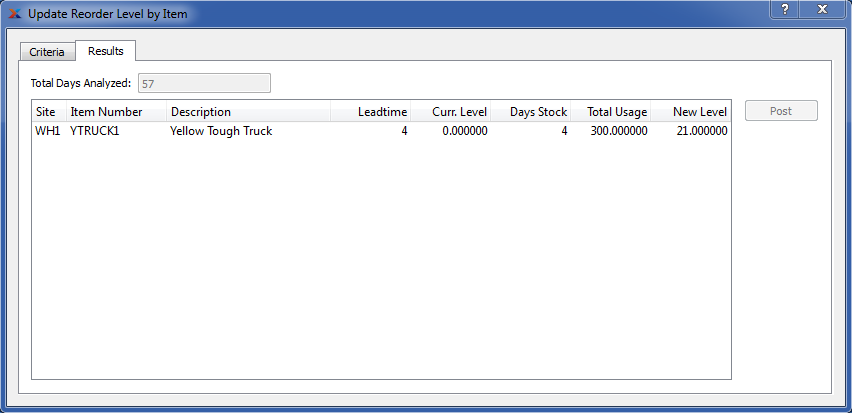 Update Reorder Level by Item
?
Criteria Results
Total Days Analyzed: 57
Site Item Number Description Leadtime Curr. Level Days Stock Total Usage New Level
Post
WH1 YTRUCK1 Yellow Tough Truck 4 0.000000 4 300.000000 21.000000